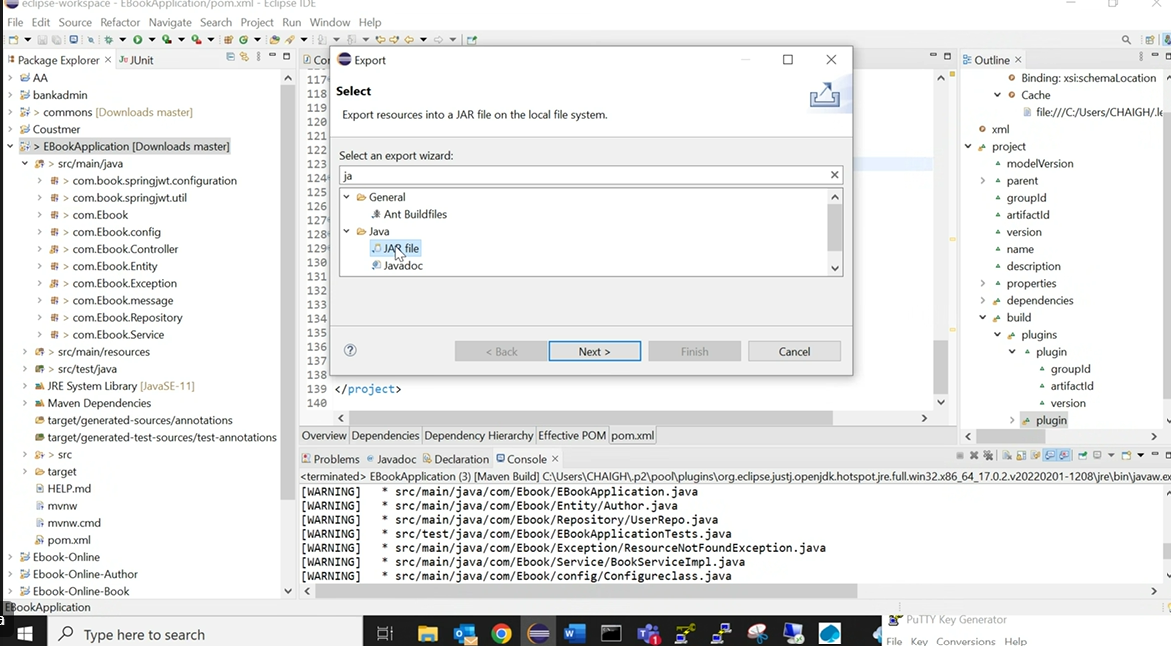 eclipse-workspace - EBookApplication/pom.xml - Eclipse IDE
File Edit Source Refactor Navigate Search Project Run Window Help
Package Explorer × JUnit
AA
bankadmin
> commons [Downloads master]
Coustmer
> EBookApplication [Downloads master]
> src/main/java
> com.book.springjwt.configuration
> com.book.springjwt.util
> com.Ebook
> com.Ebook.config
> com.Ebook.Controller
> com.Ebook.Entity
> com.Ebook.Exception
> com.Ebook.message
> com.Ebook.Repository
> com.Ebook.Service
> src/main/resources
> src/test/java
JRE System Library [JavaSE-11]
Maven Dependencies
target/generated-sources/annotations
target/generated-test-sources/test-annotations
> src
target
HELP.md
mvnw
mvnw.cmd
pom.xml
Ebook-Online
Ebook-Online-Author
Ebook-Online-Book
EBookApplication
117
118
119
120
121
122
123
124
125
126
127
128
129
130
131
132
133
134
135
136
137
138
139 </project>
140
Export
Select
Export resources into a JAR file on the local file system.
Select an export wizard:
ja
General
Ant Buildfiles
Java
JAR file
Javadoc
< Back Next > Finish Cancel
Overview Dependencies Dependency Hierarchy Effective POM pom.xml
Problems Javadoc Declaration Console ×
<terminated> EBookApplication (3) [Maven Build] C:\Users\CHAIGH\.p2\pool\plugins\org.eclipse.justj.openjdk.hotspot.jre.full.win32.x86_64_17.0.2.v20220201-1208\jre\bin\javaw.ex
[WARNING] * src/main/java/com/Ebook/EBookApplication.java
[WARNING] * src/main/java/com/Ebook/Entity/Author.java
[WARNING] * src/main/java/com/Ebook/Repository/UserRepo.java
[WARNING] * src/test/java/com/Ebook/EBookApplicationTests.java
[WARNING] * src/main/java/com/Ebook/Exception/ResourceNotFoundException.java
[WARNING] * src/main/java/com/Ebook/Service/BookServiceImpl.java
[WARNING] * src/main/java/com/Ebook/config/Configureclass.java
Outline ×
Binding: xsi:schemaLocation
Cache
file:///C:/Users/CHAIGH/.le
xml
project
modelVersion
parent
groupId
artifactId
version
name
description
properties
dependencies
build
plugins
plugin
groupId
artifactId
version
plugin
Type here to search
PuTTY Key Generator
File Key Conversions Help